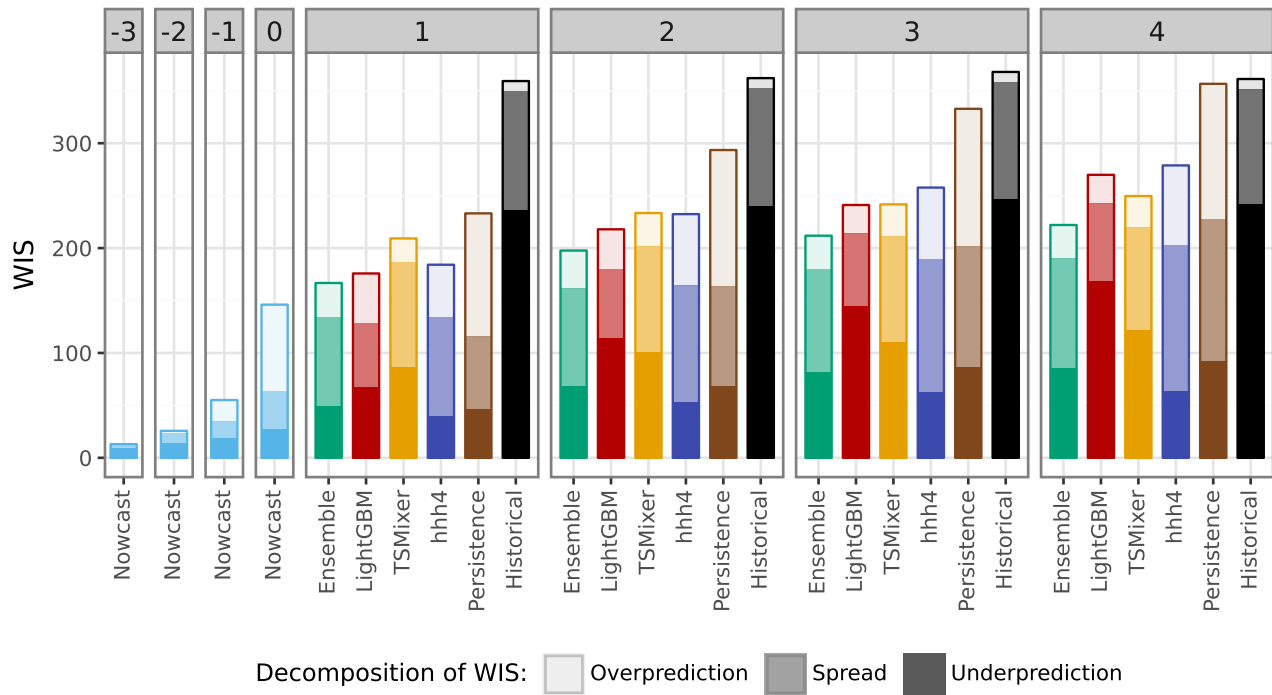 -3 -2 -1 0 1 2 3 4
WIS
300
200
100
0
Nowcast Nowcast Nowcast Nowcast Ensemble LightGBM TSMixer hhh4 Persistence Historical Ensemble LightGBM TSMixer hhh4 Persistence Historical Ensemble LightGBM TSMixer hhh4 Persistence Historical Ensemble LightGBM TSMixer hhh4 Persistence Historical
Decomposition of WIS: Overprediction Spread Underprediction